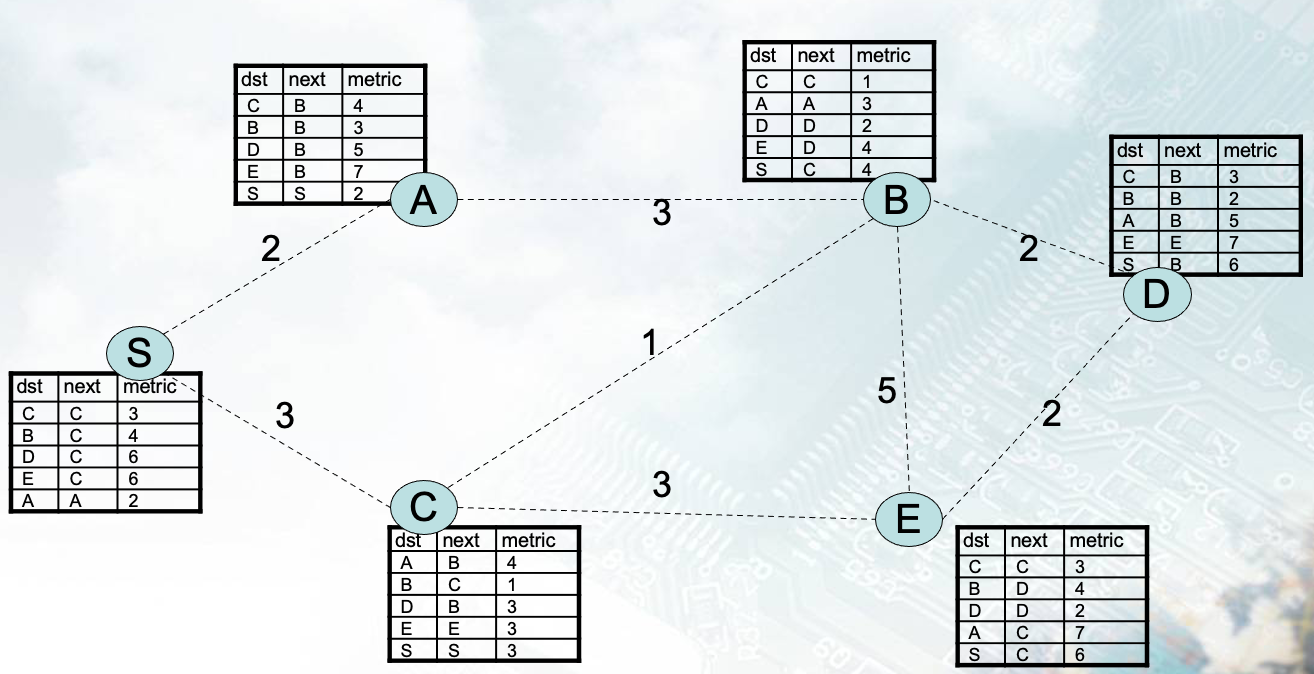 dst next metric
C B 4
B B 3
D B 5
E B 7
S S 2
A
dst next metric
C C 1
A A 3
D D 2
E D 4
S C 4
B
dst next metric
C B 3
B B 2
A B 5
E E 7
S B 6
D
3
2
2
S
dst next metric
C C 3
B C 4
D C 6
E C 6
A A 2
1
3
5
2
3
C
dst next metric
A B 4
B C 1
D B 3
E E 3
S S 3
E
dst next metric
C C 3
B D 4
D D 2
A C 7
S C 6